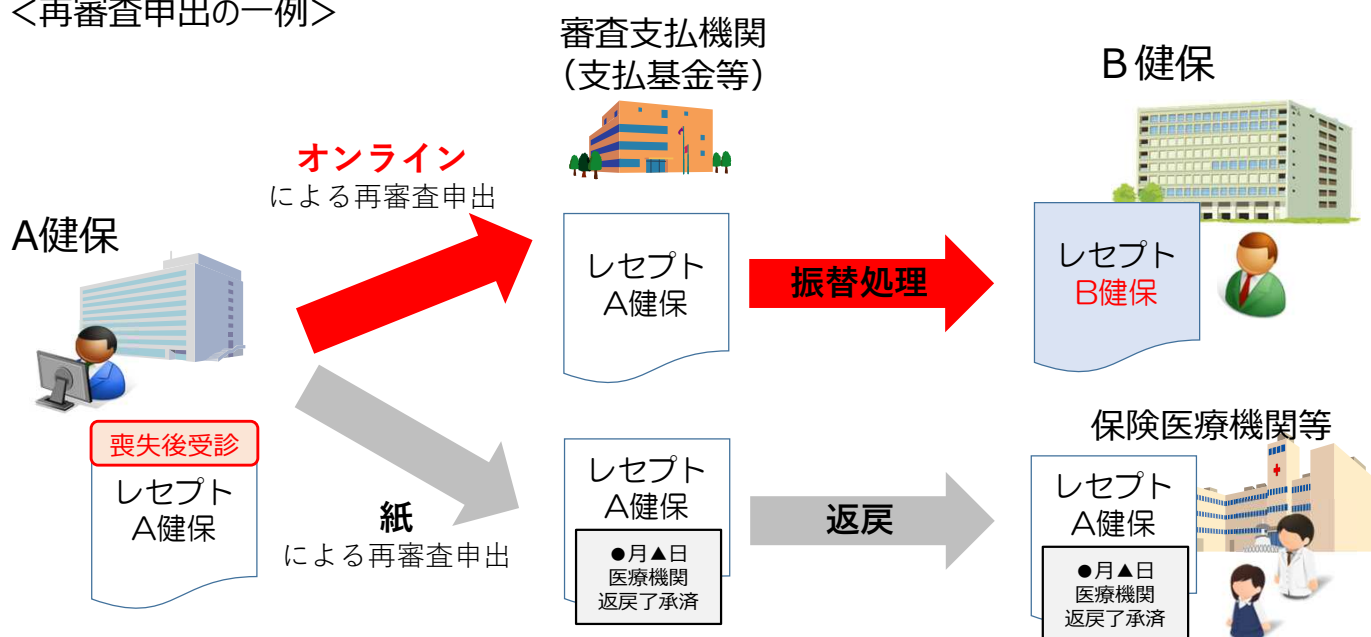 ＜再審査申出の一例＞
審査支払機関
（支払基金等）
Ｂ健保
オンライン
による再審査申出
A健保
レセプト
A健保
振替処理
レセプト
B健保
喪失後受診
レセプト
A健保
紙
による再審査申出
レセプト
A健保
●月▲日
医療機関
返戻了承済
返戻
保険医療機関等
レセプト
A健保
●月▲日
医療機関
返戻了承済